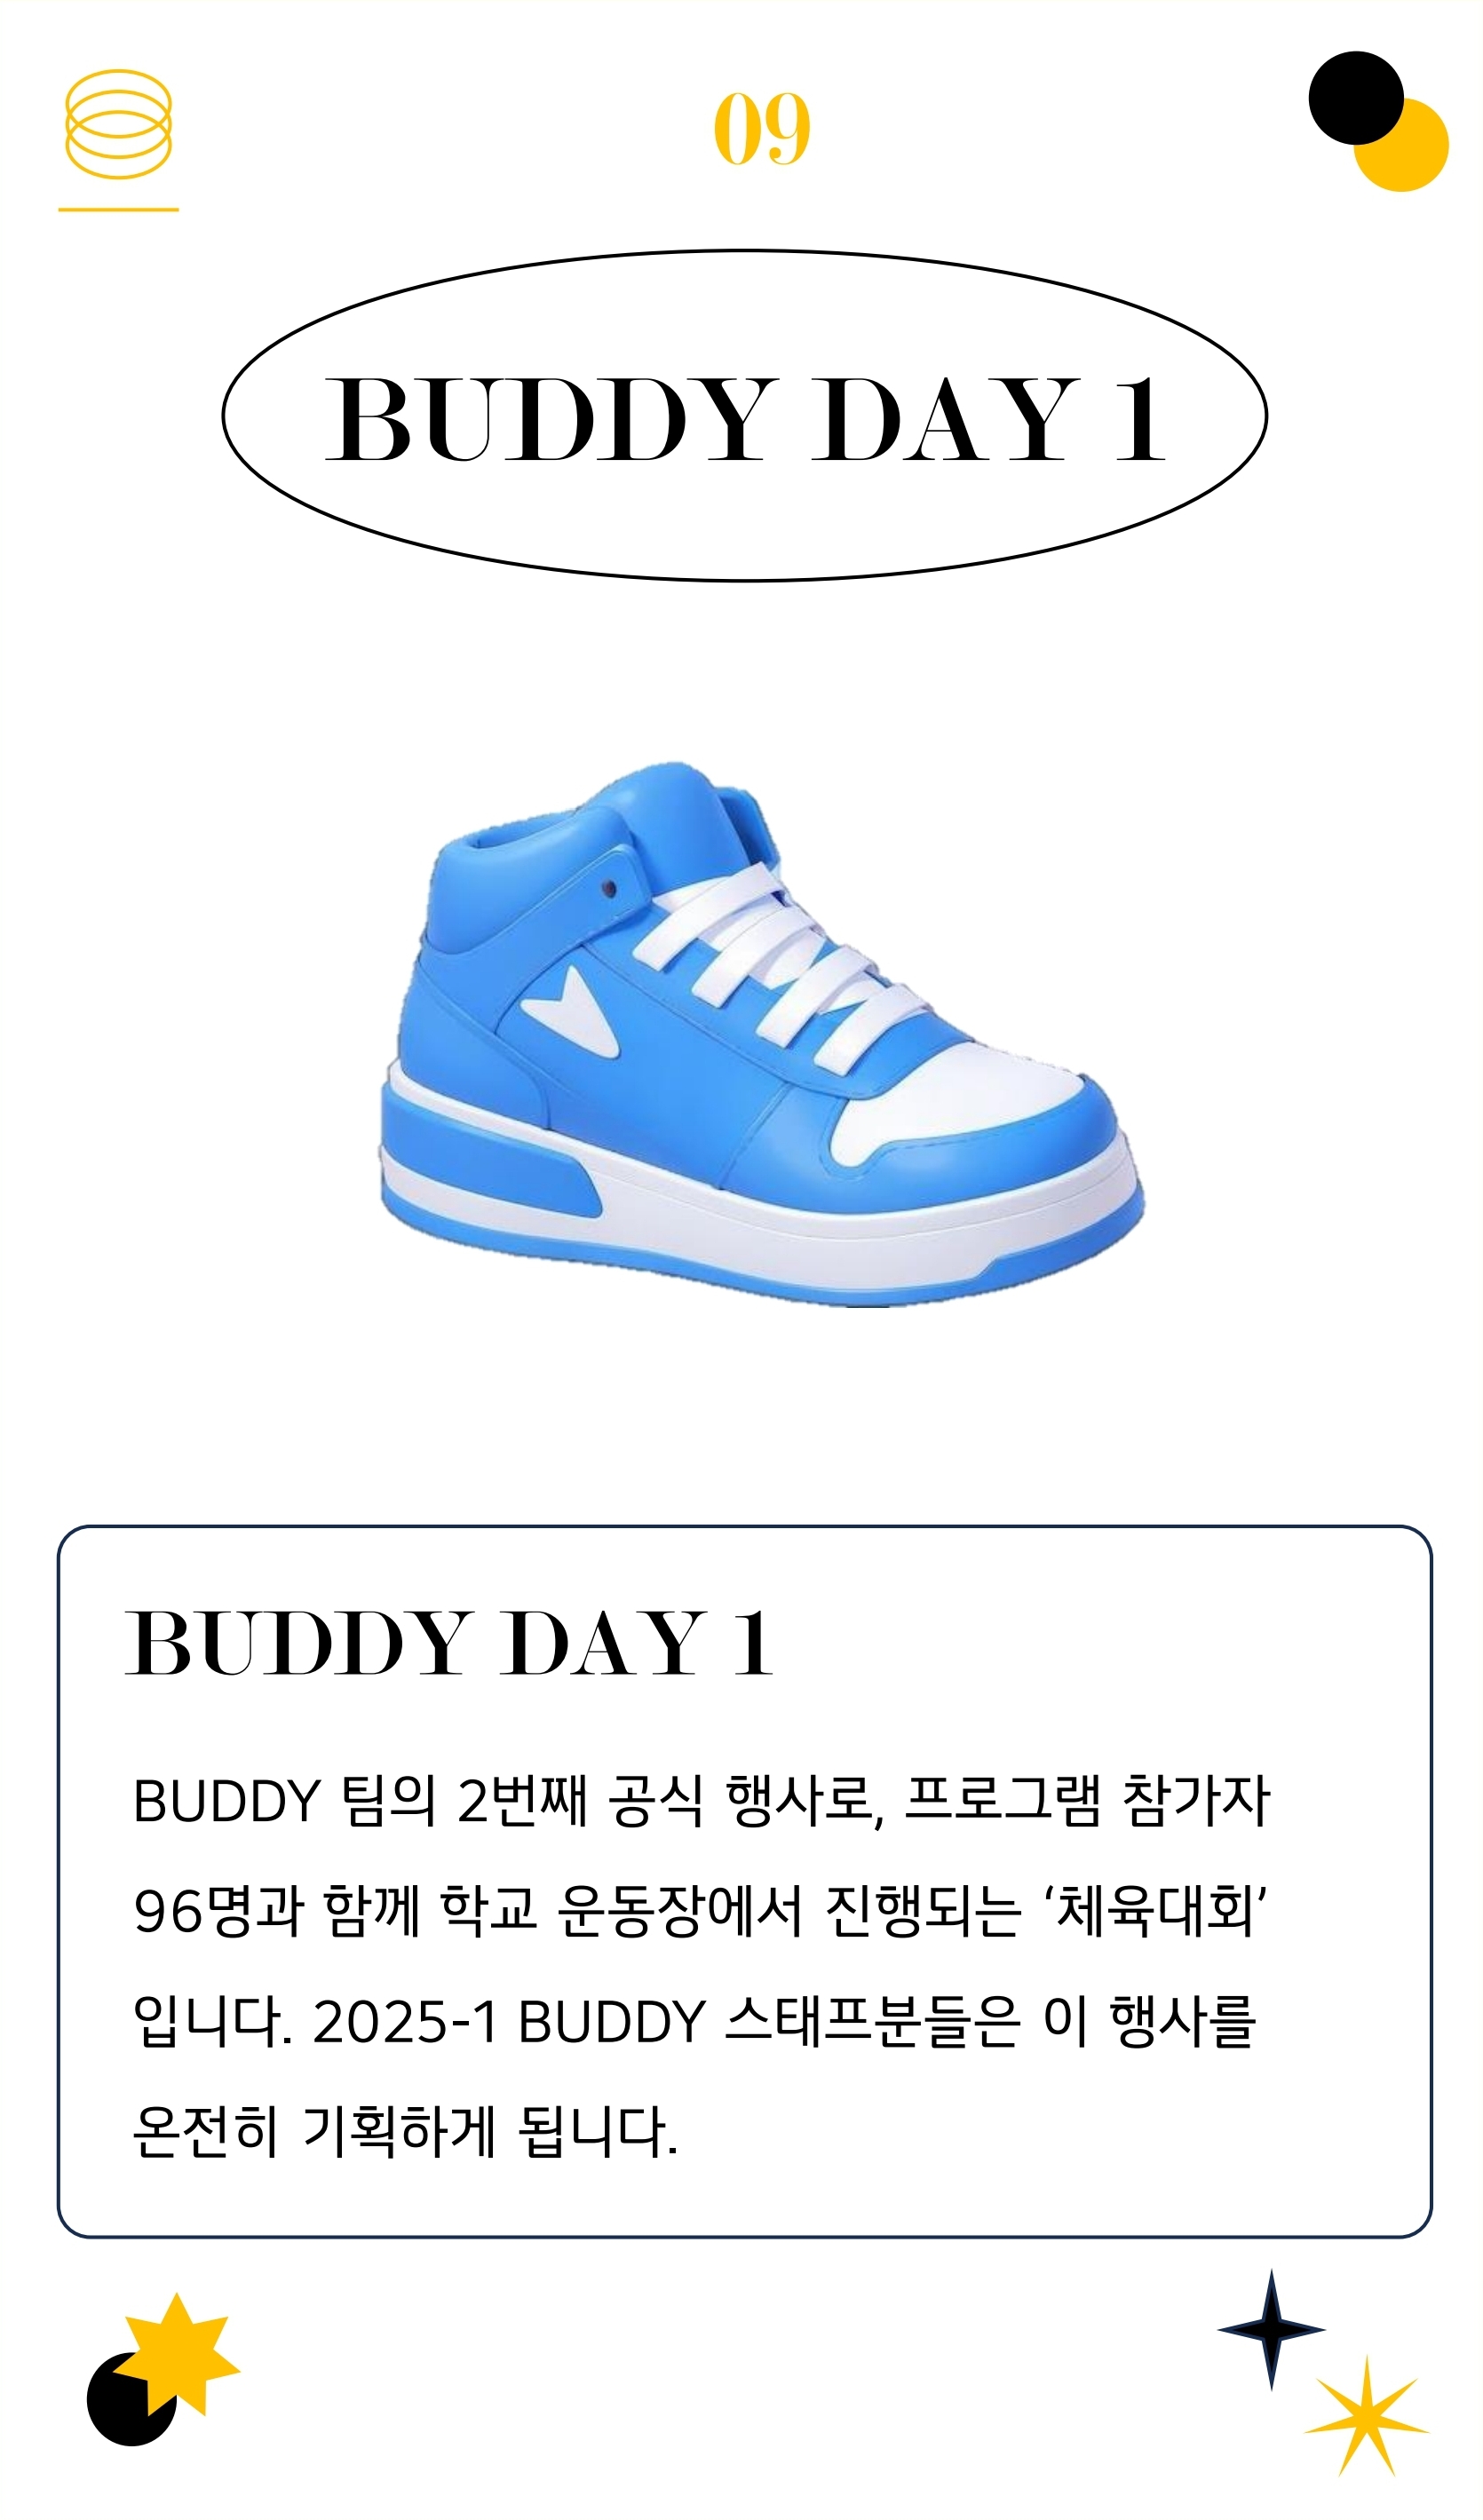 09
BUDDY DAY 1
BUDDY DAY 1
BUDDY 팀의 2번째 공식 행사로, 프로그램 참가자
96명과 함게 학교 운동장에서 진행되는 ‘체육대회’
입니다. 2025-1 BUDDY 스태프분들은 이 행사를
온전히 기획하게 됩니다.